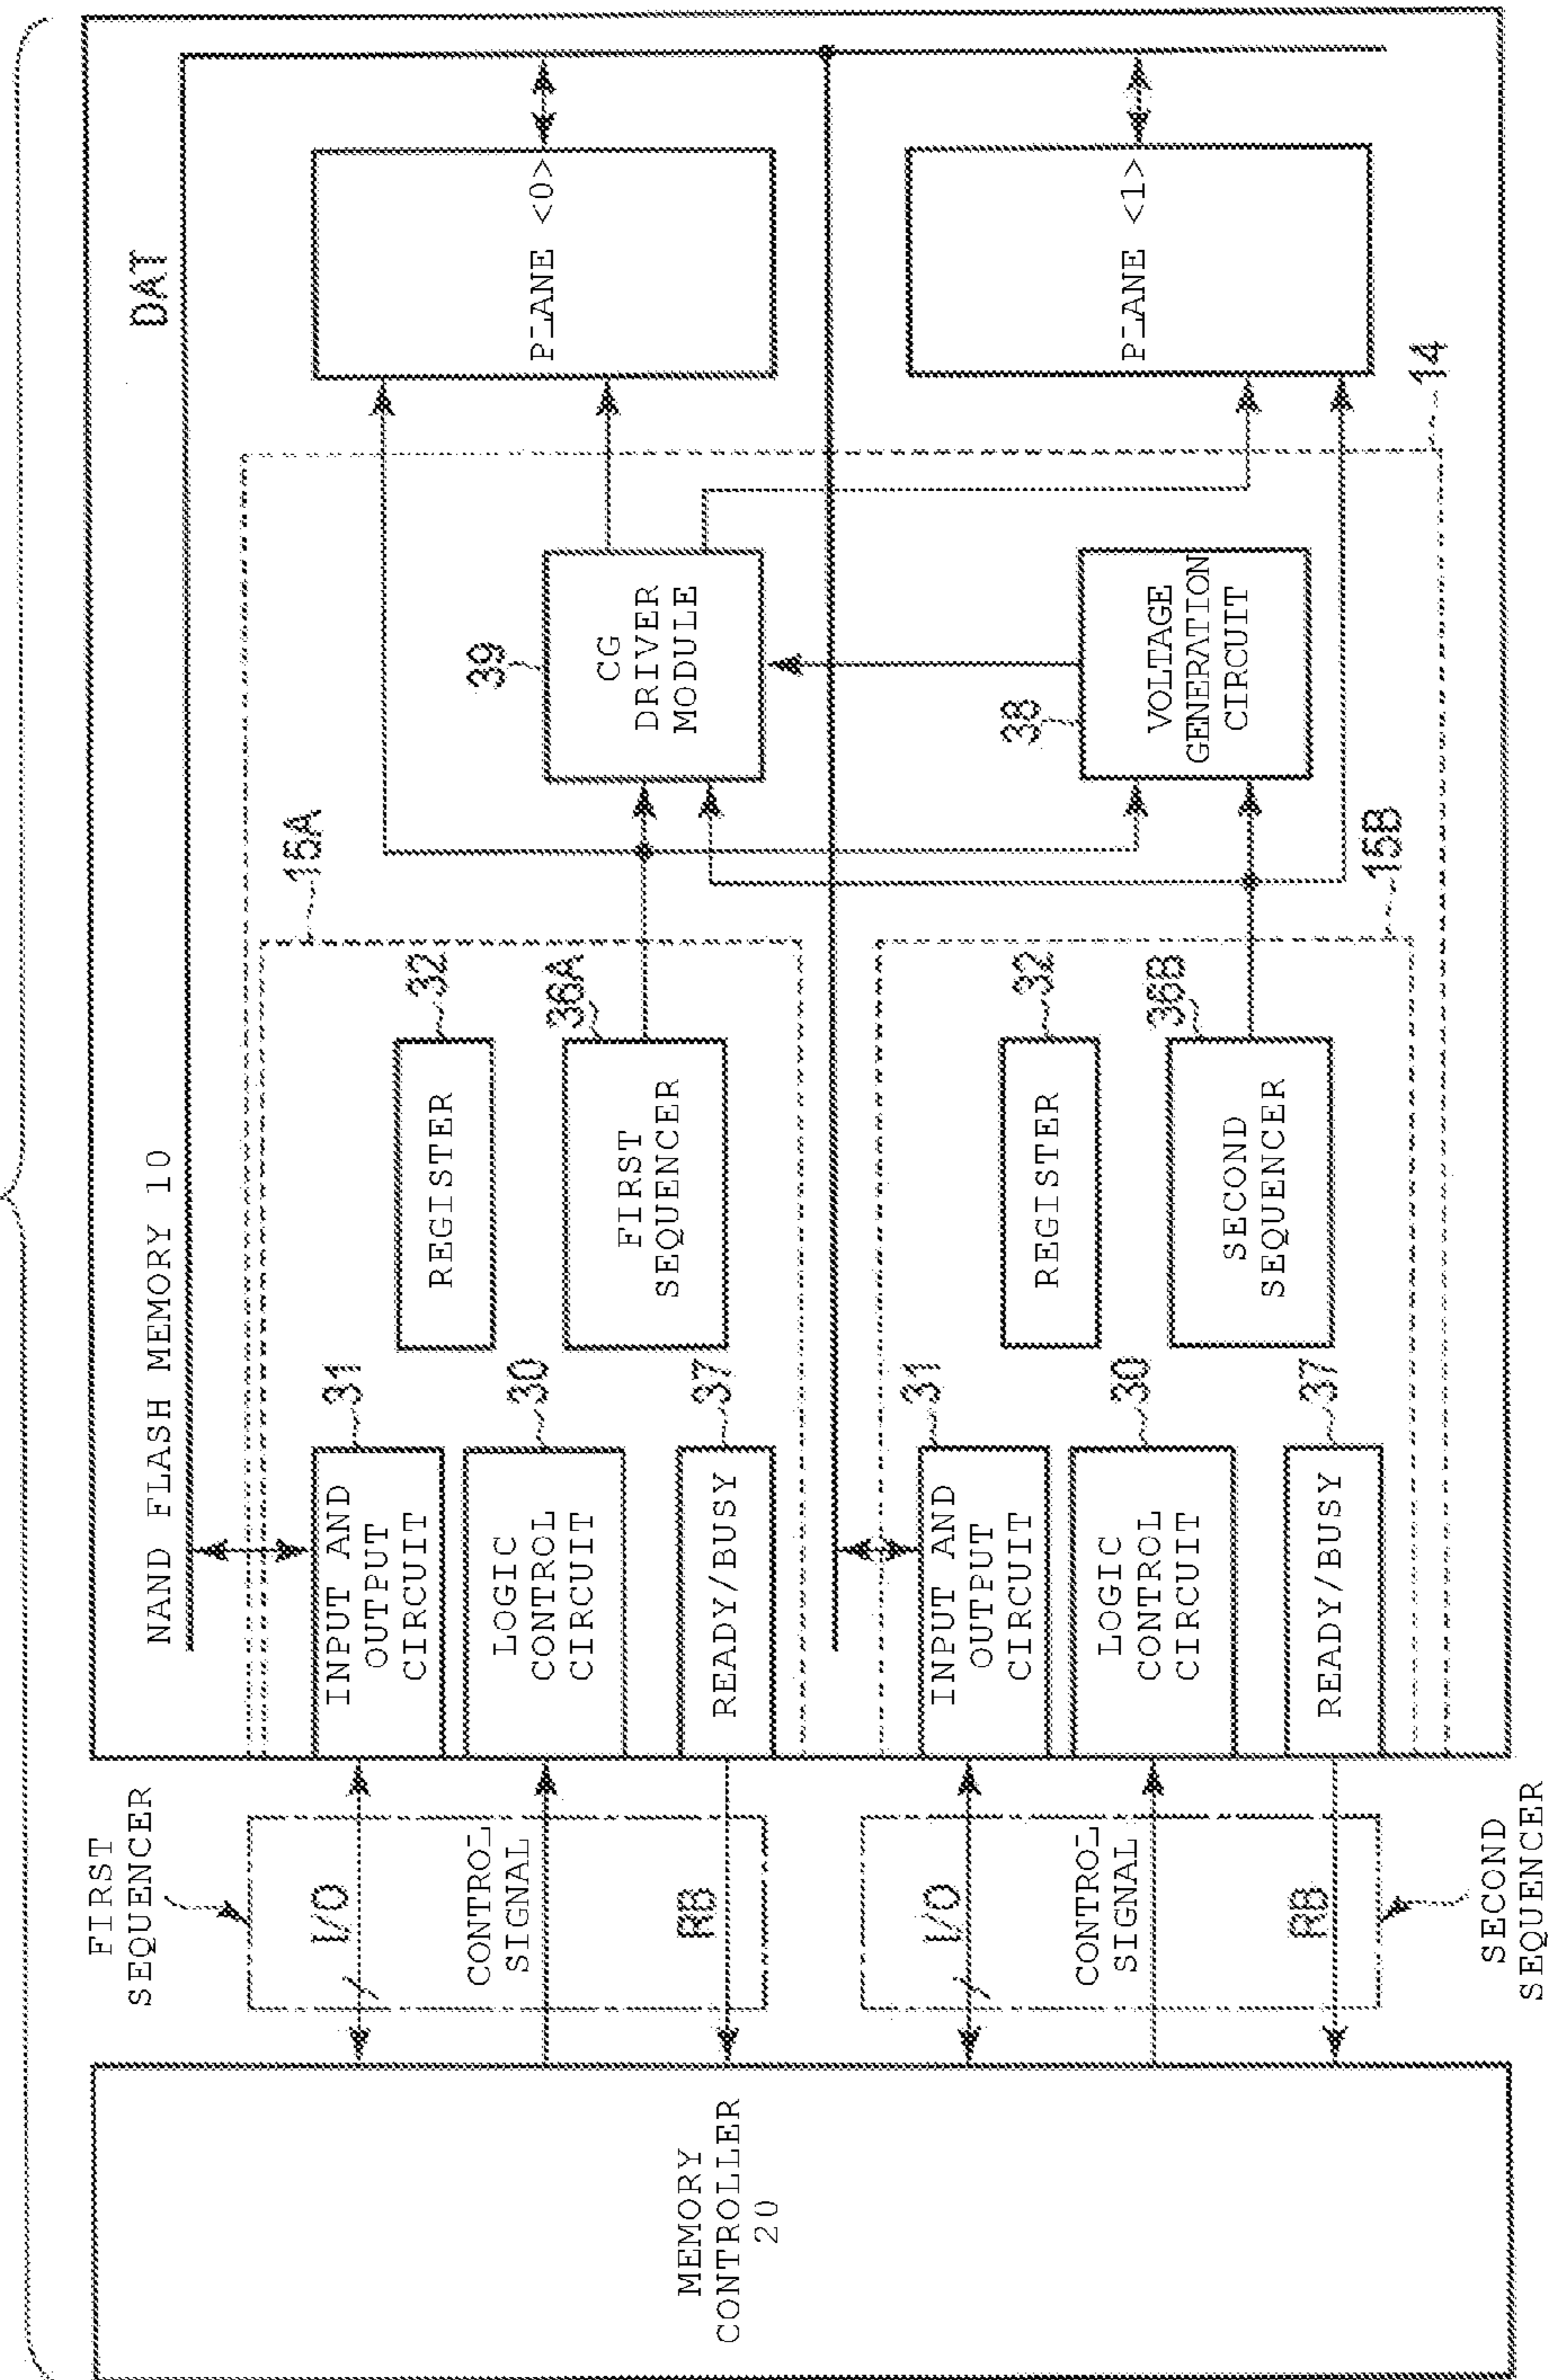 NAND FLASH MEMORY 10
DAT
FIRST
SEQUENCER
I/O
CONTROL
SIGNAL
RB
MEMORY
CONTROLLER
20
15A
31
INPUT AND
OUTPUT
CIRCUIT
30
LOGIC
CONTROL
CIRCUIT
37
READY/BUSY
32
REGISTER
36A
FIRST
SEQUENCER
39
CG
DRIVER
MODULE
PLANE <0>
SECOND
SEQUENCER
I/O
CONTROL
SIGNAL
RB
15B
31
INPUT AND
OUTPUT
CIRCUIT
30
LOGIC
CONTROL
CIRCUIT
37
READY/BUSY
32
REGISTER
36B
SECOND
SEQUENCER
38
VOLTAGE
GENERATION
CIRCUIT
PLANE <1>
14